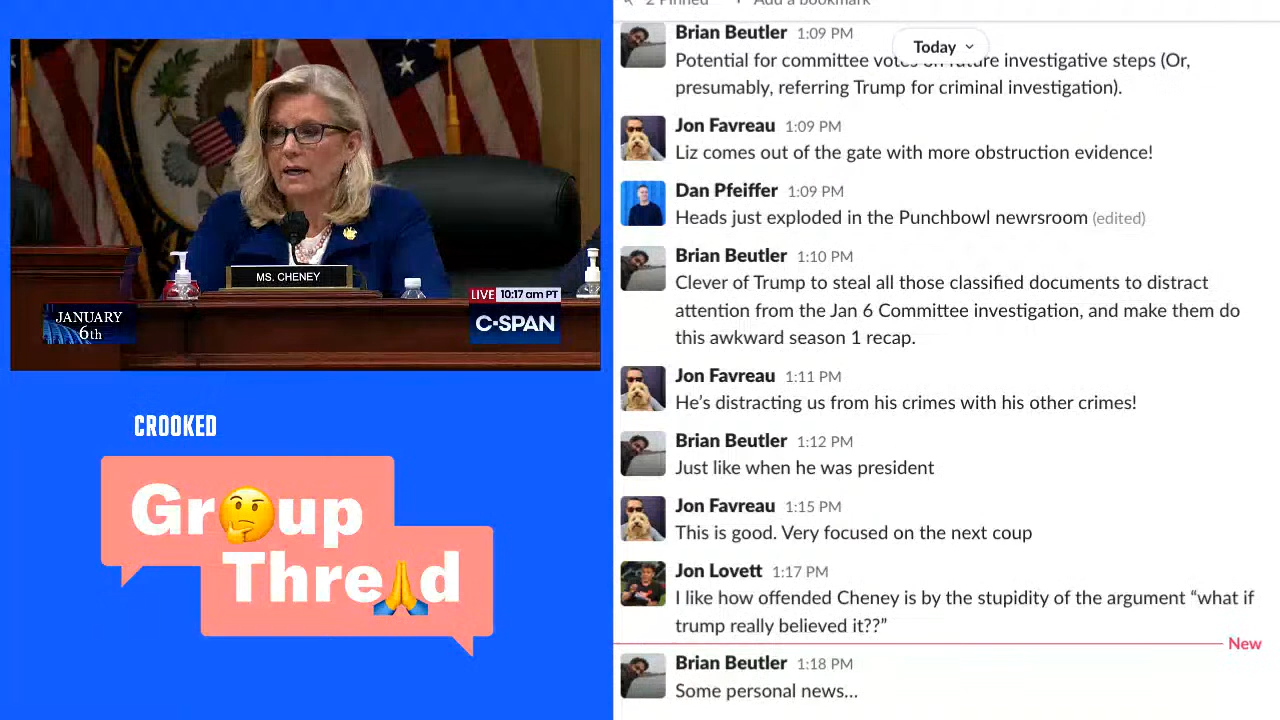 MS. CHENEY
JANUARY
6th
LIVE 10:17 am PT
C-SPAN
CROOKED
Gr🤔up
Thre🙏d
2 Pinned + Add a bookmark
Today
Brian Beutler 1:09 PM
Potential for committee votes on future investigative steps (Or,
presumably, referring Trump for criminal investigation).
Jon Favreau 1:09 PM
Liz comes out of the gate with more obstruction evidence!
Dan Pfeiffer 1:09 PM
Heads just exploded in the Punchbowl newsroom (edited)
Brian Beutler 1:10 PM
Clever of Trump to steal all those classified documents to distract
attention from the Jan 6 Committee investigation, and make them do
this awkward season 1 recap.
Jon Favreau 1:11 PM
He's distracting us from his crimes with his other crimes!
Brian Beutler 1:12 PM
Just like when he was president
Jon Favreau 1:15 PM
This is good. Very focused on the next coup
Jon Lovett 1:17 PM
I like how offended Cheney is by the stupidity of the argument “what if
trump really believed it??”
New
Brian Beutler 1:18 PM
Some personal news...